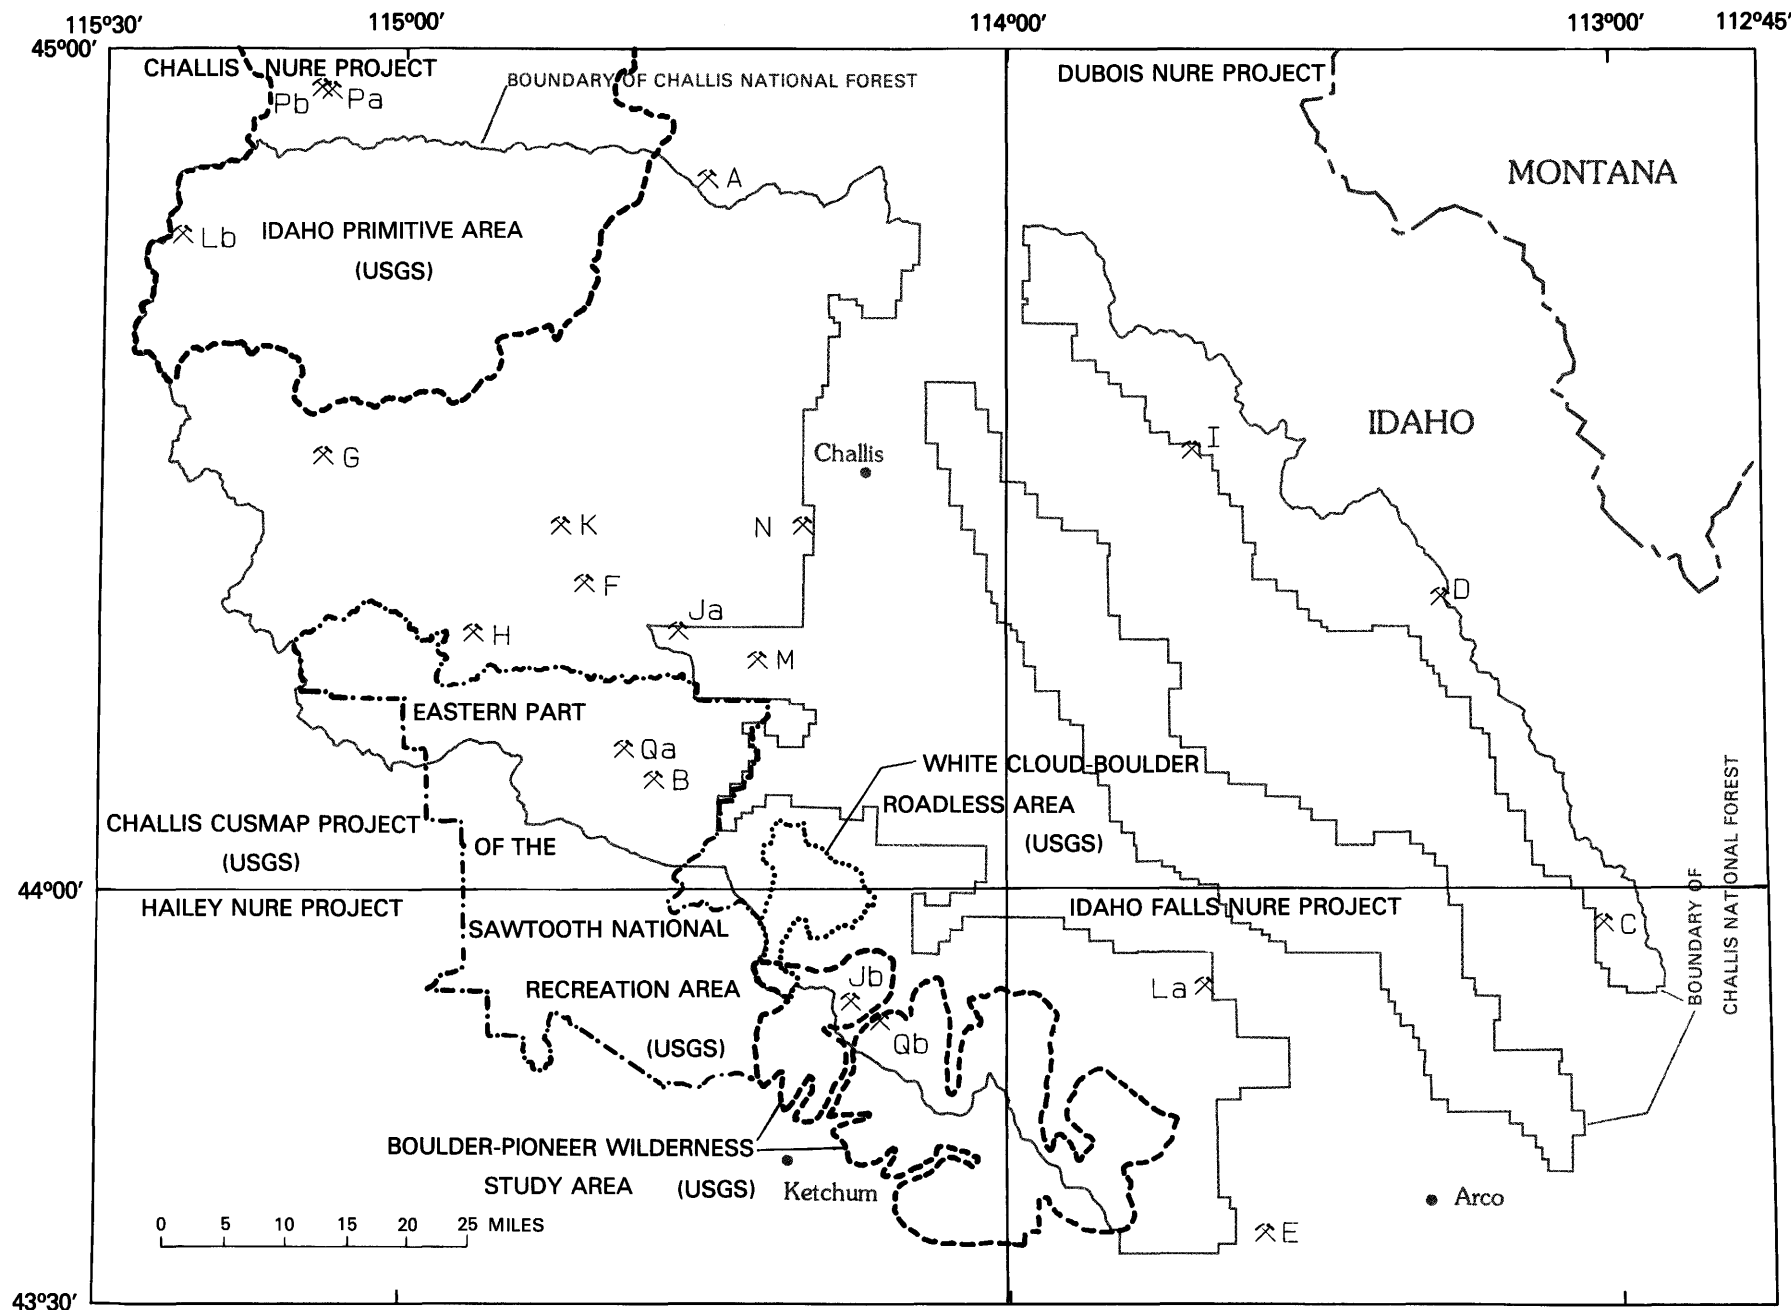 115°30'
115°00'
114°00'
113°00'
112°45'
45°00'
CHALLIS NURE PROJECT
BOUNDARY OF CHALLIS NATIONAL FOREST
DUBOIS NURE PROJECT
Pb
Pa
MONTANA
A
Lb
IDAHO PRIMITIVE AREA
(USGS)
IDAHO
I
Challis
G
K
N
F
D
Ja
H
M
EASTERN PART
Qa
B
WHITE CLOUD-BOULDER
ROADLESS AREA
(USGS)
CHALLIS CUSMAP PROJECT
(USGS)
OF THE
44°00'
HAILEY NURE PROJECT
IDAHO FALLS NURE PROJECT
SAWTOOTH NATIONAL
C
BOUNDARY OF
CHALLIS NATIONAL FOREST
RECREATION AREA
(USGS)
Jb
La
Qb
BOULDER-PIONEER WILDERNESS
STUDY AREA (USGS)
Ketchum
Arco
0 5 10 15 20 25 MILES
E
43°30'